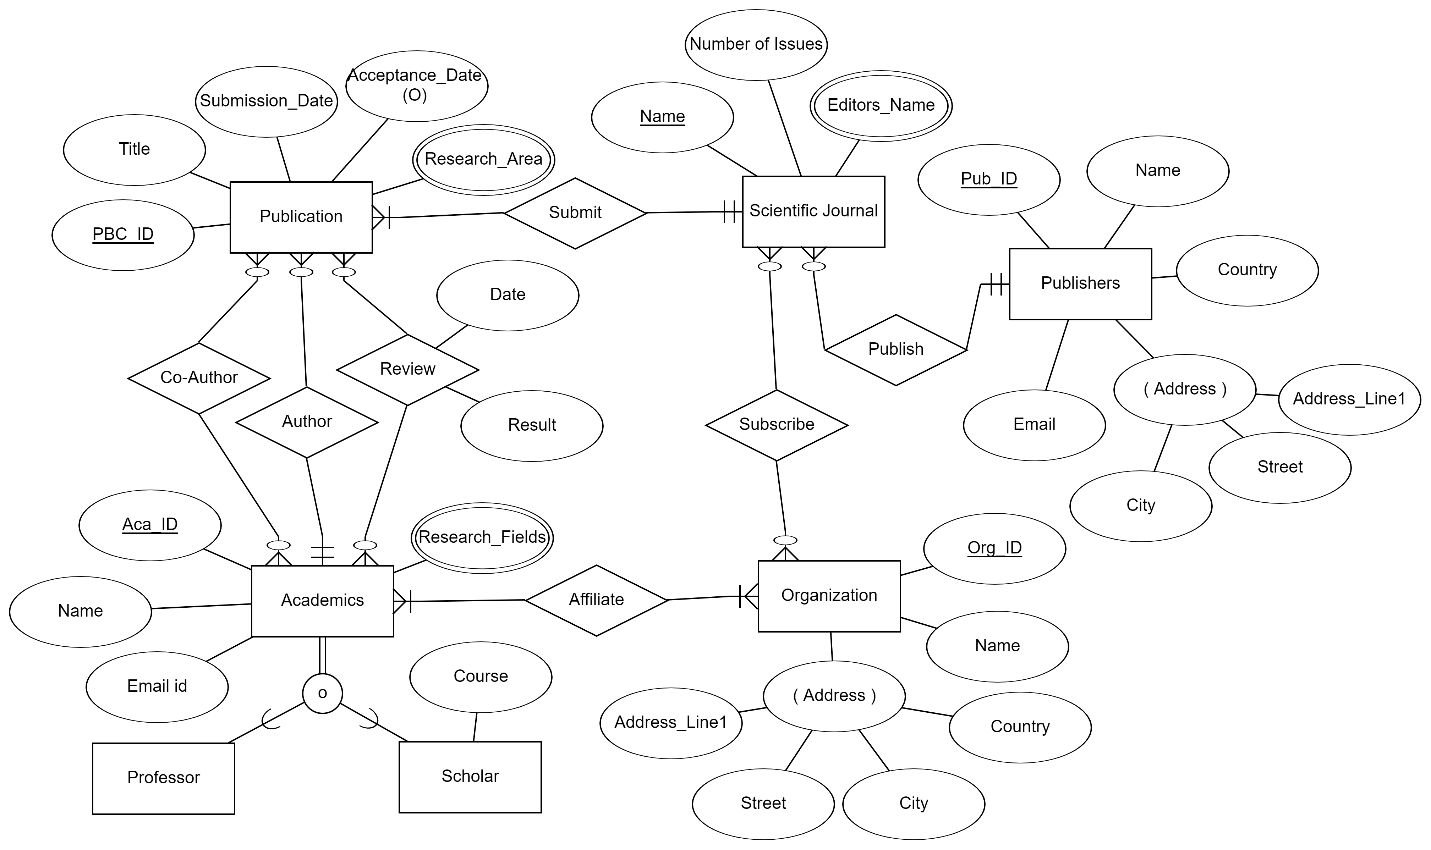 Number of Issues
Acceptance_Date
(O)
Submission_Date
Editors_Name
Name
Title
Research_Area
Pub_ID
Name
Publication
Submit
Scientific Journal
PBC_ID
Country
Publishers
Date
Publish
Co-Author
Review
( Address )
Address_Line1
Author
Subscribe
Email
Result
Street
City
Aca_ID
Research_Fields
Org_ID
Name
Academics
Affiliate
Organization
Name
Email id
o
Course
( Address )
Address_Line1
Country
Professor
Scholar
Street
City